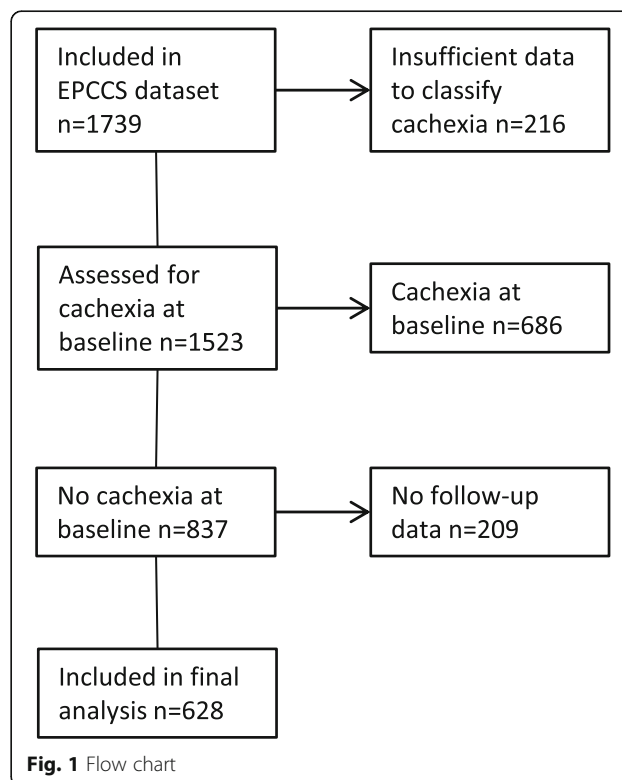 Included in
EPCCS dataset
n=1739
Insufficient data
to classify
cachexia n=216
Assessed for
cachexia at
baseline n=1523
Cachexia at
baseline n=686
No cachexia at
baseline n=837
No follow-up
data n=209
Included in final
analysis n=628
Fig. 1 Flow chart